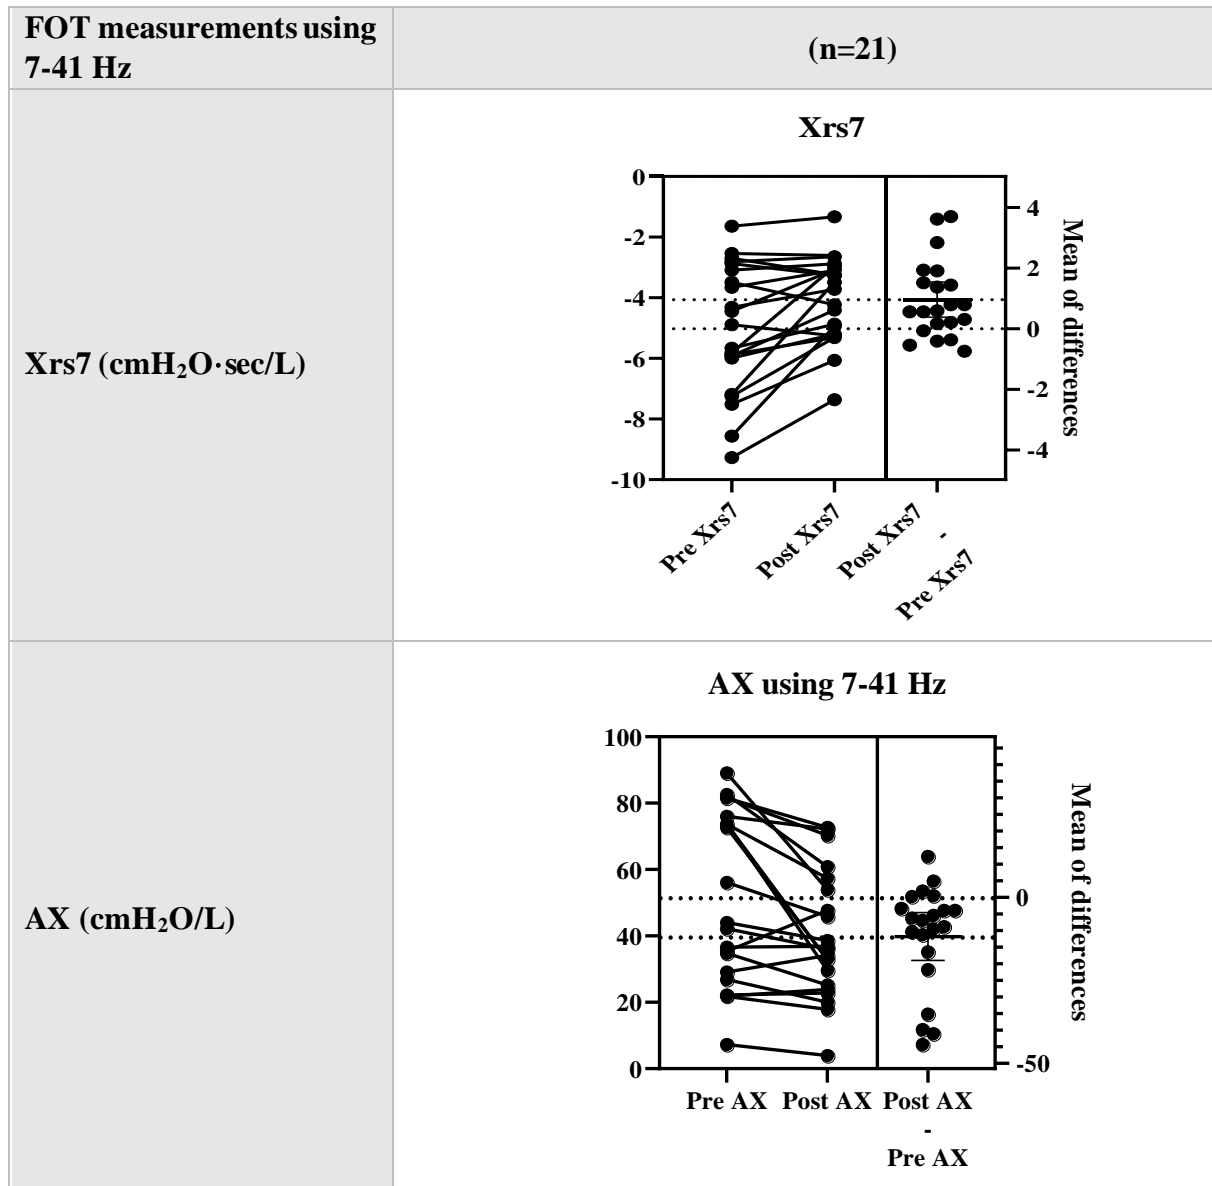 FOT measurements using
7-41 Hz
(n=21)
Xrs7 (cmH₂O·sec/L)
Xrs7
0
-2
-4
-6
-8
-10
4
2
0
-2
-4
Mean of differences
Pre Xrs7
Post Xrs7
Post Xrs7
-
Pre Xrs7
AX (cmH₂O/L)
AX using 7-41 Hz
100
80
60
40
20
0
0
-50
Mean of differences
Pre AX
Post AX
Post AX
-
Pre AX